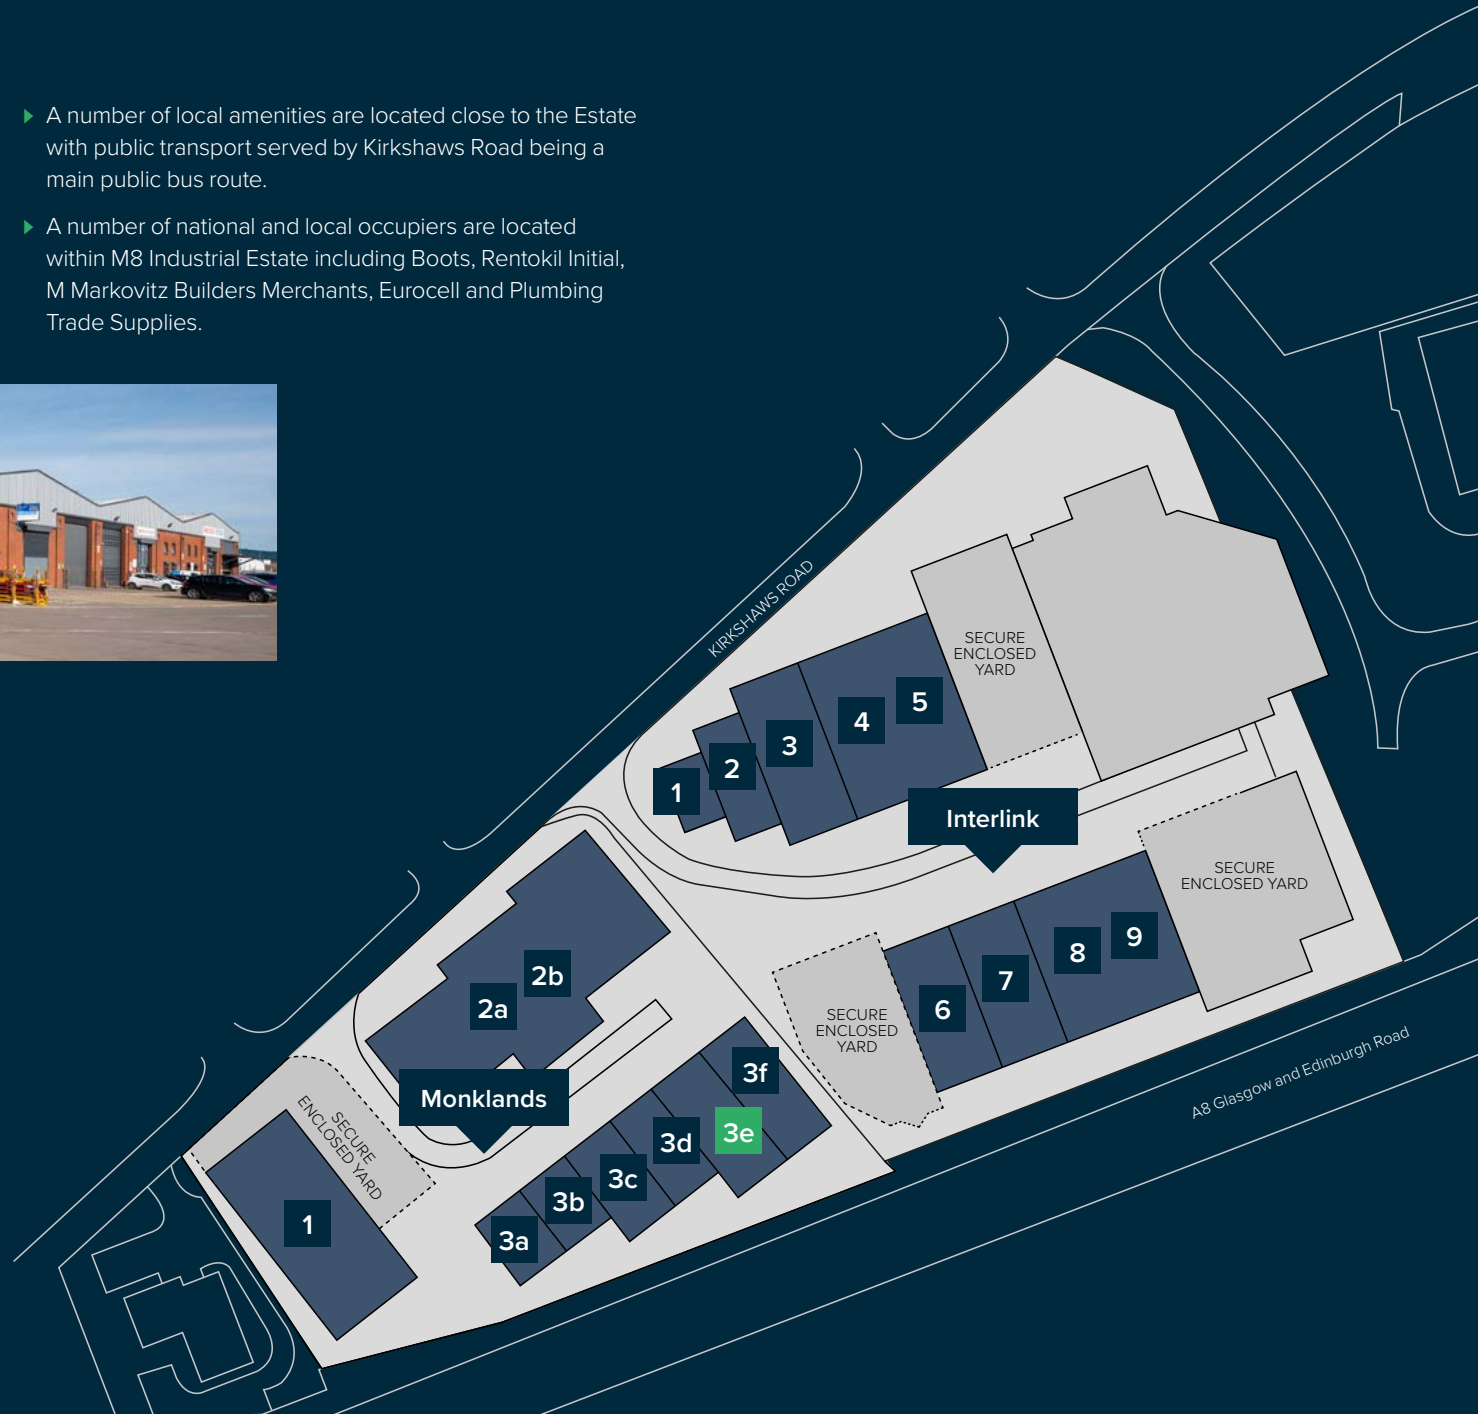 A number of local amenities are located close to the Estate
with public transport served by Kirkshaws Road being a
main public bus route.
A number of national and local occupiers are located
within M8 Industrial Estate including Boots, Rentokil Initial,
M Markovitz Builders Merchants, Eurocell and Plumbing
Trade Supplies.
KIRKSHAWS ROAD
SECURE
ENCLOSED
YARD
1
2
3
4
5
Interlink
SECURE
ENCLOSED YARD
6
7
8
9
SECURE
ENCLOSED
YARD
A8 Glasgow and Edinburgh Road
2a
2b
Monklands
SECURE
ENCLOSED YARD
1
3a
3b
3c
3d
3e
3f